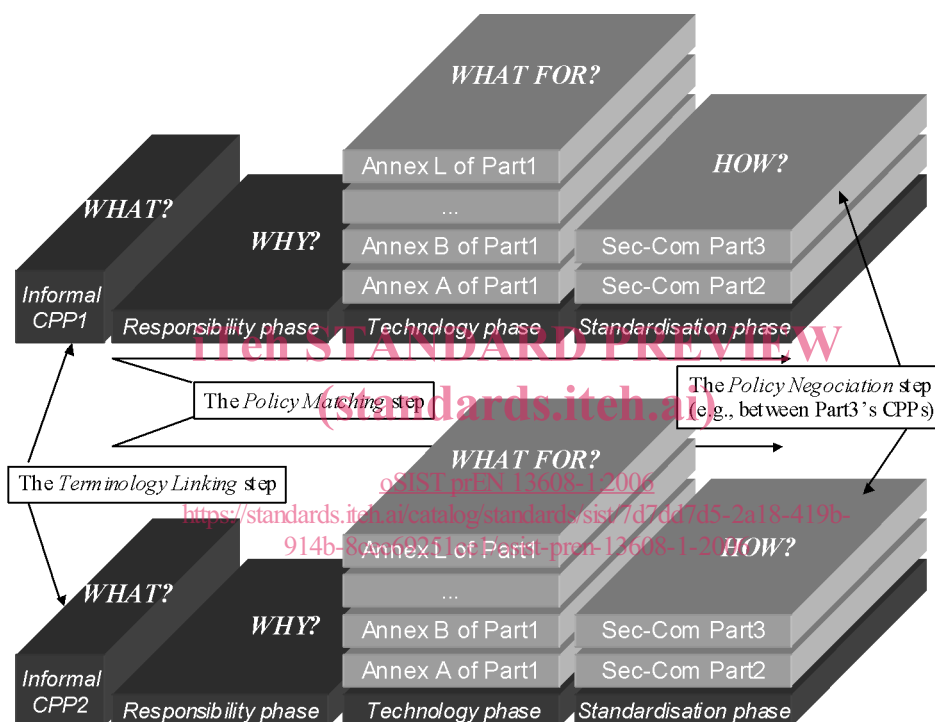 WHAT FOR?
WHAT?
WHY?
HOW?
Annex L of Part1
...
Annex B of Part1
Annex A of Part1
Sec-Com Part3
Sec-Com Part2
Informal
CPP1
Responsibility phase
Technology phase
Standardisation phase
iTeh STANDARD PREVIEW
(standards.iteh.ai)
The Policy Matching step
The Policy Negociation step
(e.g., between Part3's CPPs)
The Terminology Linking step
oSIST prEN 13608-1:2006
https://standards.iteh.ai/catalog/standards/sist/7d7dd7d5-2a18-419b-
WHAT FOR?
WHAT?
WHY?
HOW?
Annex L of Part1
...
Annex B of Part1
Annex A of Part1
Sec-Com Part3
Sec-Com Part2
Informal
CPP2
Responsibility phase
Technology phase
Standardisation phase